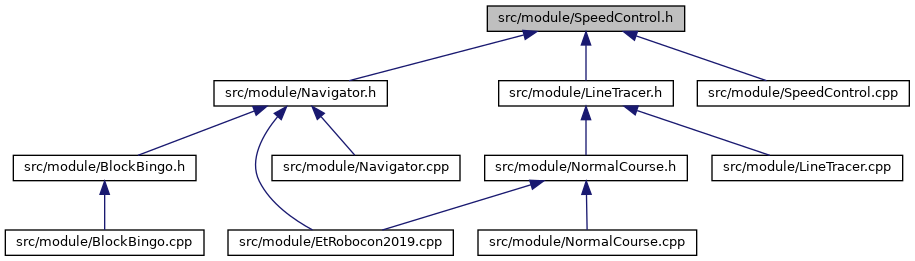 src/module/SpeedControl.h
src/module/Navigator.h
src/module/LineTracer.h
src/module/SpeedControl.cpp
src/module/BlockBingo.h
src/module/Navigator.cpp
src/module/NormalCourse.h
src/module/LineTracer.cpp
src/module/BlockBingo.cpp
src/module/EtRobocon2019.cpp
src/module/NormalCourse.cpp